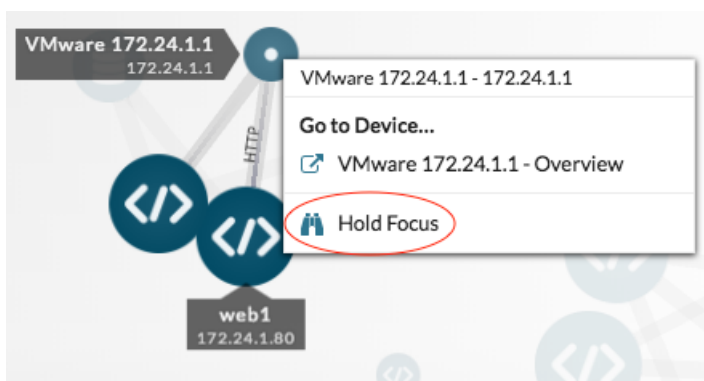 VMware 172.24.1.1
172.24.1.1
VMware 172.24.1.1 - 172.24.1.1
Go to Device...
VMware 172.24.1.1 - Overview
Hold Focus
HTTP
</>
</>
web1
172.24.1.80